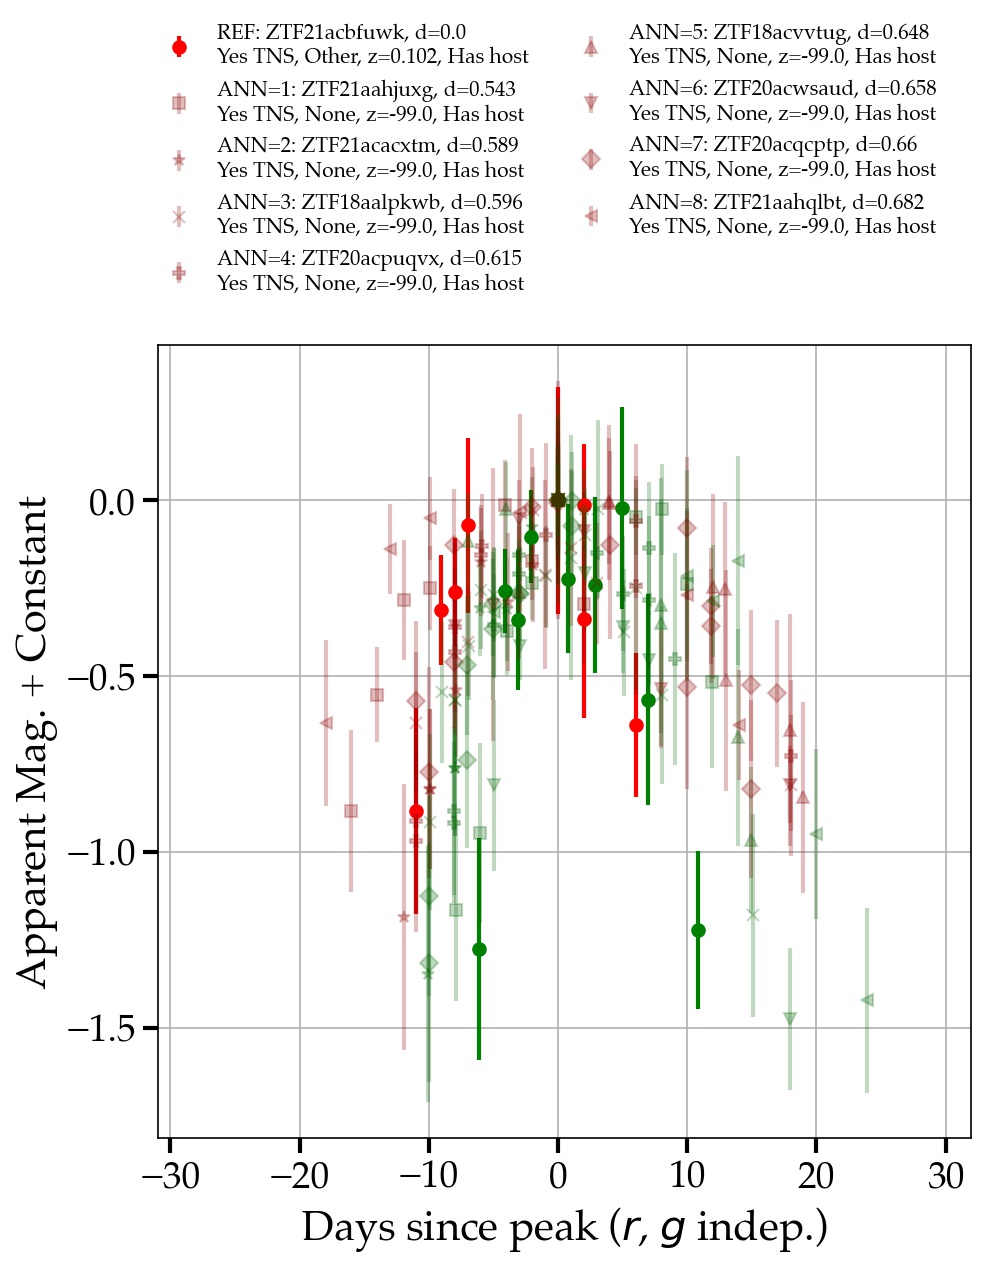 REF: ZTF21acbfuwk, d=0.0
Yes TNS, Other, z=0.102, Has host
ANN=1: ZTF21aahjuxg, d=0.543
Yes TNS, None, z=-99.0, Has host
ANN=2: ZTF21acacxtm, d=0.589
Yes TNS, None, z=-99.0, Has host
ANN=3: ZTF18aalpkwb, d=0.596
Yes TNS, None, z=-99.0, Has host
ANN=4: ZTF20acpuqvx, d=0.615
Yes TNS, None, z=-99.0, Has host
ANN=5: ZTF18acvvtug, d=0.648
Yes TNS, None, z=-99.0, Has host
ANN=6: ZTF20acwsaud, d=0.658
Yes TNS, None, z=-99.0, Has host
ANN=7: ZTF20acqcptp, d=0.66
Yes TNS, None, z=-99.0, Has host
ANN=8: ZTF21aahqlbt, d=0.682
Yes TNS, None, z=-99.0, Has host
Apparent Mag. + Constant
0.0
−0.5
−1.0
−1.5
−30 −20 −10 0 10 20 30
Days since peak (r, g indep.)